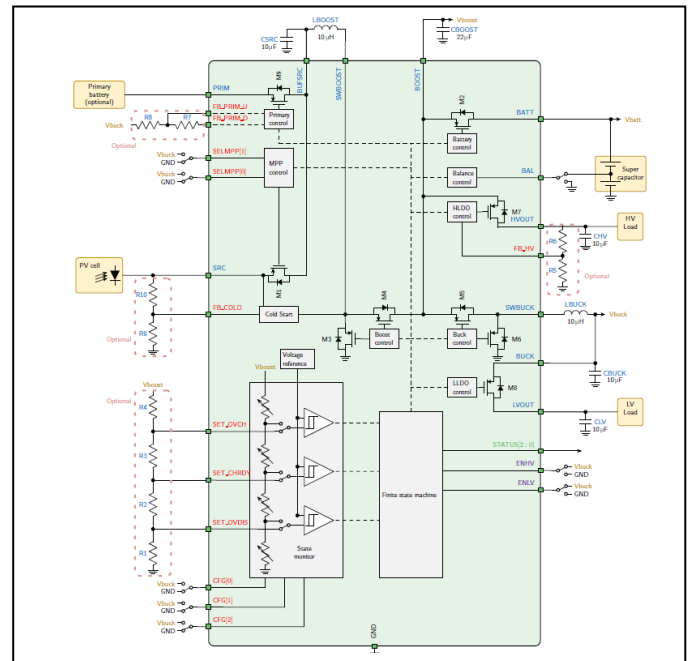 LBOOST
10µH
CSRC
10µF
Vboost
CBOOST
22µF
BUFSRC
SWBOOST
BOOST
Primary
battery
(optional)
PRIM
M9
FB_PRIM_U
FB_PRIM_D
R8
R7
Vbuck
Optional
Primary
control
M2
BATT
Vbatt
Battery
control
Vbuck
GND
SELMPP[1]
Vbuck
GND
SELMPP[0]
MPP
control
Balance
control
BAL
Super
capacitor
HLDO
control
M7
HVOUT
HV
Load
CHV
10µF
R6
FB_HV
R5
Optional
PV cell
SRC
M1
R10
FB_COLD
Cold Start
R9
Optional
M4
M5
SWBUCK
LBUCK
10µH
Vbuck
M3
Boost
control
Buck
control
M6
BUCK
CBUCK
10µF
Voltage
reference
Vboost
Vboost
Optional
LLDO
control
M8
LVOUT
LV
Load
CLV
10µF
R4
SET_OVCH
R3
SET_CHRDY
R2
SET_OVDIS
R1
State
monitor
Finite state machine
STATUS[2 : 0]
ENHV
Vbuck
GND
ENLV
Vbuck
GND
Vbuck
GND
CFG[0]
Vbuck
GND
CFG[1]
Vbuck
GND
CFG[2]
GND